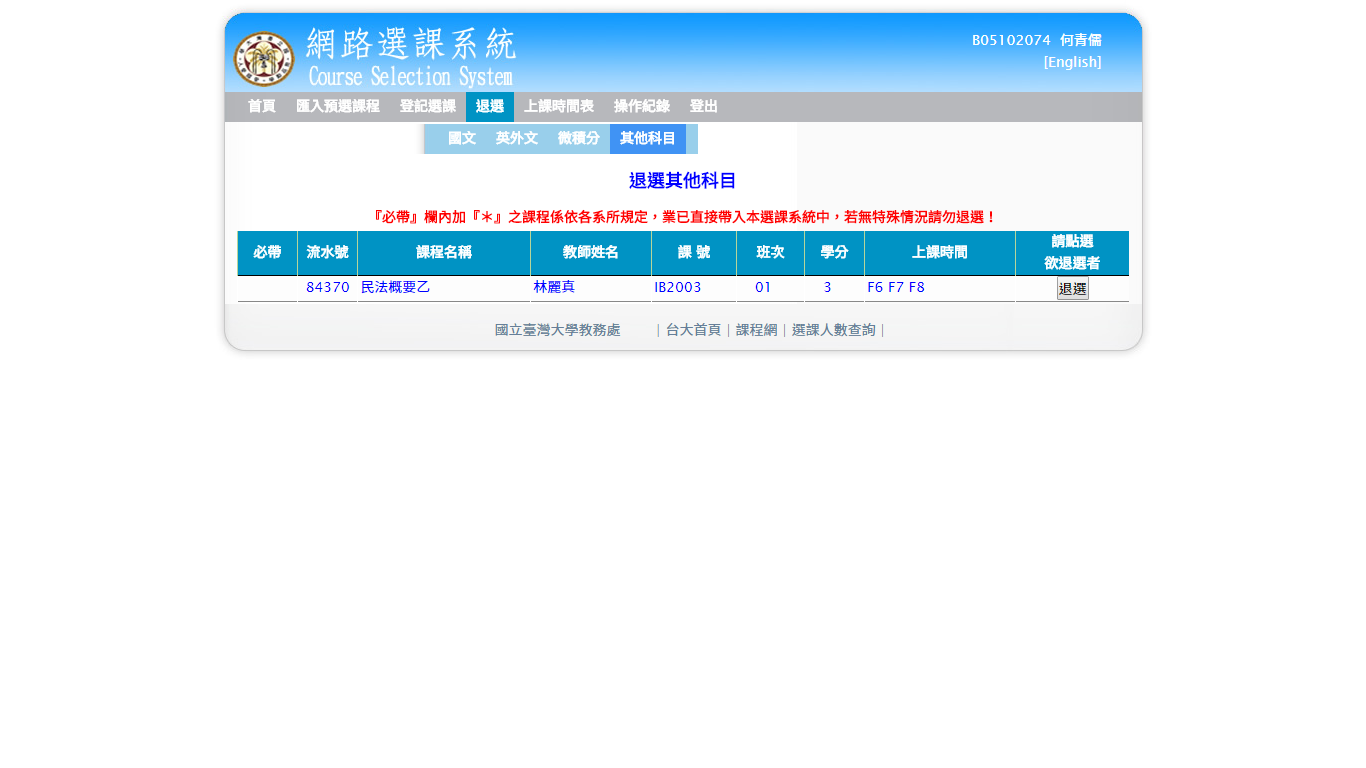 網路選課系統
Course Selection System
B05102074 何青儒
[English]
首頁 匯入預選課程 登記選課 退選 上課時間表 操作紀錄 登出
國文 英外文 微積分 其他科目
退選其他科目
『必帶』欄內加『＊』之課程係依各系所規定，業已直接帶入本選課系統中，若無特殊情況請勿退選！
必帶 流水號 課程名稱 教師姓名 課 號 班次 學分 上課時間 請點選
欲退選者
84370 民法概要乙 林麗真 IB2003 01 3 F6 F7 F8 退選
國立臺灣大學教務處 | 台大首頁 | 課程網 | 選課人數查詢 |